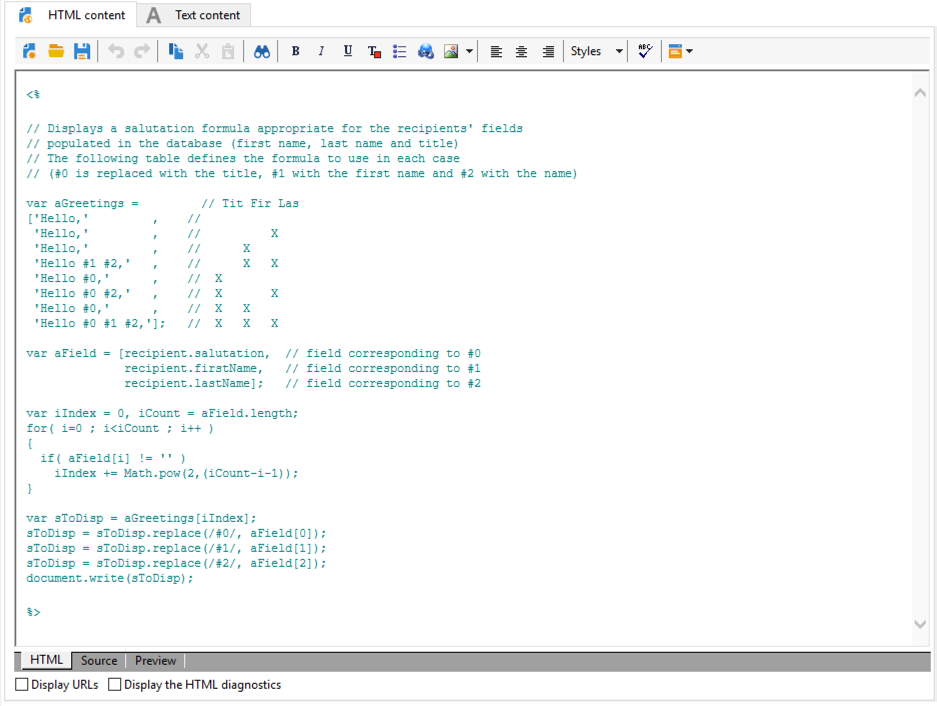 HTML content
A Text content
B I U T Styles ABC
<%
// Displays a salutation formula appropriate for the recipients' fields
// populated in the database (first name, last name and title)
// The following table defines the formula to use in each case
// (#0 is replaced with the title, #1 with the first name and #2 with the name)
var aGreetings =         // Tit Fir Las
['Hello,'         ,    //
 'Hello,'         ,    //          X
 'Hello,'         ,    //      X
 'Hello #1 #2,'   ,    //      X   X
 'Hello #0,'      ,    //  X
 'Hello #0 #2,'   ,    //  X       X
 'Hello #0,'      ,    //  X   X
 'Hello #0 #1 #2,'];   //  X   X   X
var aField = [recipient.salutation,  // field corresponding to #0
              recipient.firstName,   // field corresponding to #1
              recipient.lastName];   // field corresponding to #2
var iIndex = 0, iCount = aField.length;
for( i=0 ; i<iCount ; i++ )
{
  if( aField[i] != '' )
    iIndex += Math.pow(2,(iCount-i-1));
}
var sToDisp = aGreetings[iIndex];
sToDisp = sToDisp.replace(/#0/, aField[0]);
sToDisp = sToDisp.replace(/#1/, aField[1]);
sToDisp = sToDisp.replace(/#2/, aField[2]);
document.write(sToDisp);
%>
HTML Source Preview
Display URLs Display the HTML diagnostics